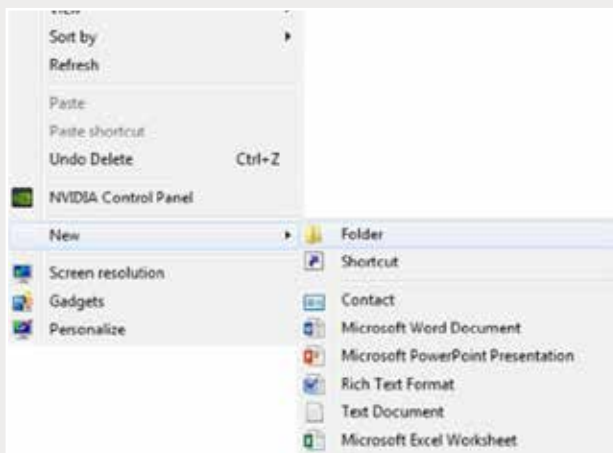 View
Sort by
Refresh
Paste
Paste shortcut
Undo Delete Ctrl+Z
NVIDIA Control Panel
New
Screen resolution
Gadgets
Personalize
Folder
Shortcut
Contact
Microsoft Word Document
Microsoft PowerPoint Presentation
Rich Text Format
Text Document
Microsoft Excel Worksheet